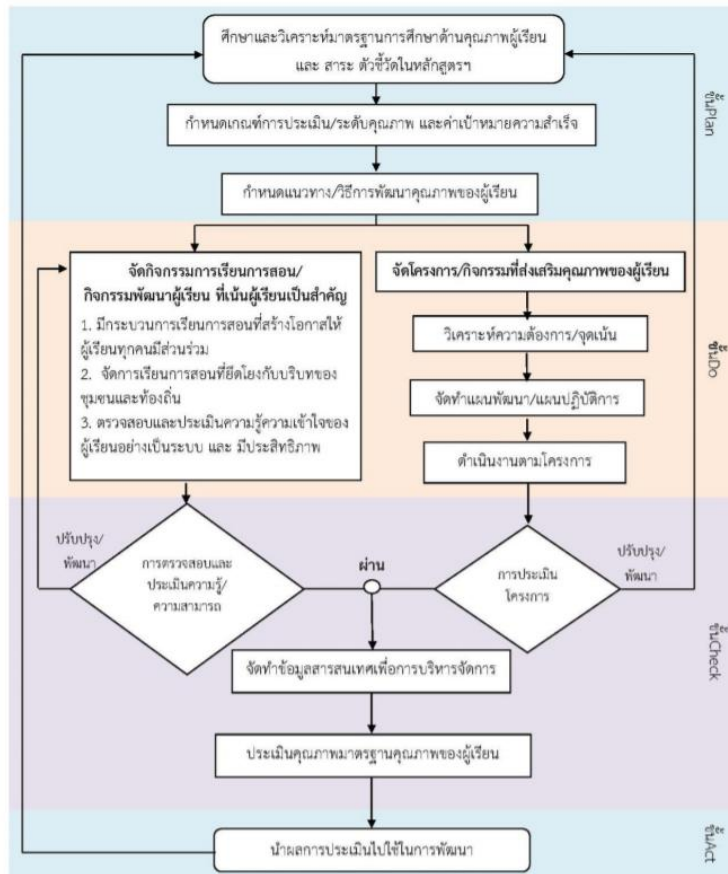 ศึกษาและวิเคราะห์มาตรฐานการศึกษาด้านคุณภาพผู้เรียน
และ สาระ ตัวชี้วัดในหลักสูตรฯ
ขั้นPlan
กำหนดเกณฑ์การประเมิน/ระดับคุณภาพ และค่าเป้าหมายความสำเร็จ
กำหนดแนวทาง/วิธีการพัฒนาคุณภาพของผู้เรียน
จัดกิจกรรมการเรียนการสอน/
กิจกรรมพัฒนาผู้เรียน ที่เน้นผู้เรียนเป็นสำคัญ
1. มีกระบวนการเรียนการสอนที่สร้างโอกาสให้
ผู้เรียนทุกคนมีส่วนร่วม
2. จัดการเรียนการสอนที่ยึดโยงกับบริบทของ
ชุมชนและท้องถิ่น
3. ตรวจสอบและประเมินความรู้ความเข้าใจของ
ผู้เรียนอย่างเป็นระบบ และ มีประสิทธิภาพ
จัดโครงการ/กิจกรรมที่ส่งเสริมคุณภาพของผู้เรียน
วิเคราะห์ความต้องการ/จุดเน้น
จัดทำแผนพัฒนา/แผนปฏิบัติการ
ดำเนินงานตามโครงการ
ขั้นDo
ปรับปรุง/
พัฒนา
การตรวจสอบและ
ประเมินความรู้/
ความสามารถ
ผ่าน
การประเมิน
โครงการ
ปรับปรุง/
พัฒนา
จัดทำข้อมูลสารสนเทศเพื่อการบริหารจัดการ
ขั้นCheck
ประเมินคุณภาพมาตรฐานคุณภาพของผู้เรียน
นำผลการประเมินไปใช้ในการพัฒนา
ขั้นAct